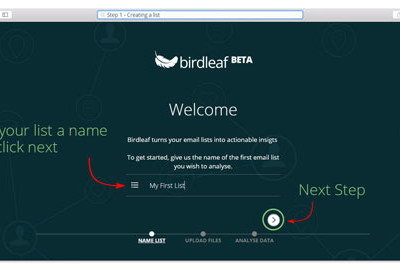 Step 1 - Creating a list
birdleaf BETA
Welcome
your list a name
click next
Birdleaf turns your email lists into actionable insigts
To get started, give us the name of the first email list
you wish to analyse.
My First List
Next Step
NAME LIST
UPLOAD FILES
ANALYSE DATA